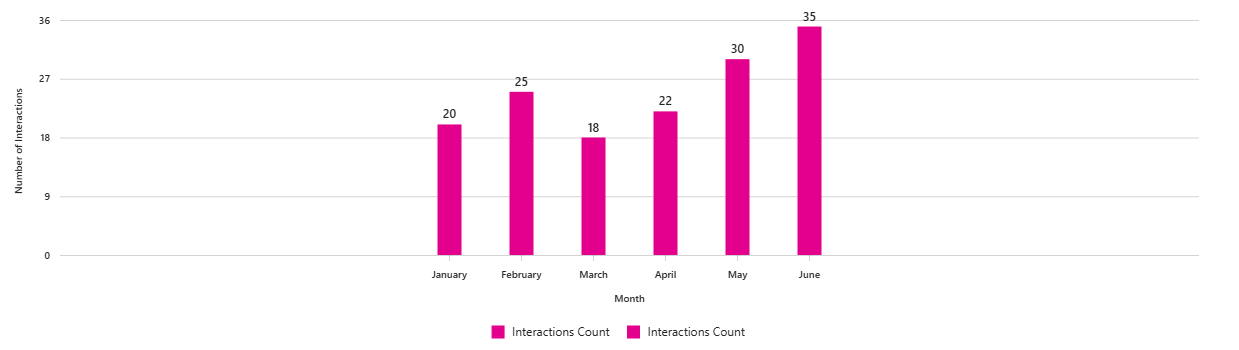 35
36
30
27
25
22
20
18
18
9
0
Number of Interactions
January February March April May June
Month
Interactions Count Interactions Count